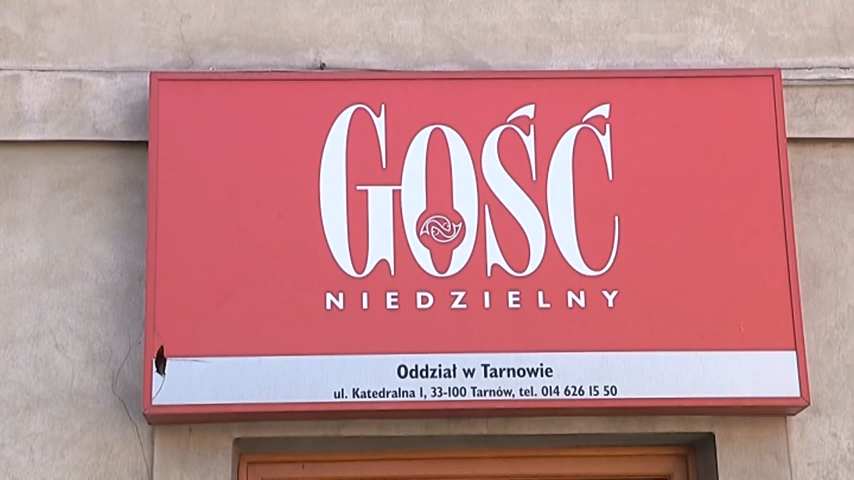 GOŚĆ
NIEDZIELNY
Oddział w Tarnowie
ul. Katedralna 1, 33-100 Tarnów, tel. 014 626 15 50